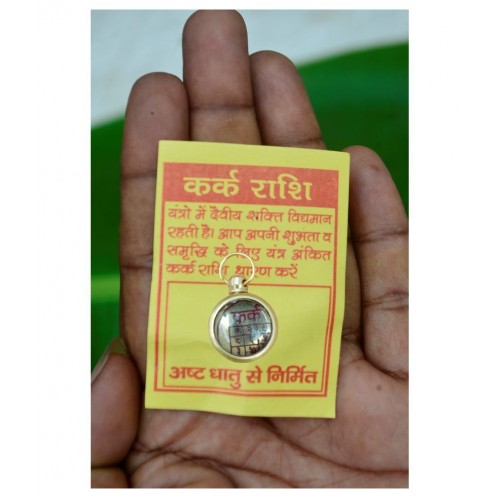 कर्क राशि
यंत्रो में दैवीय शक्ति विद्यमान
रहती है। आप अपनी शुभता व
समृद्धि के लिए यंत्र अंकित
कर्क राशि धारण करें
कर्क
अष्ट धातु से निर्मित